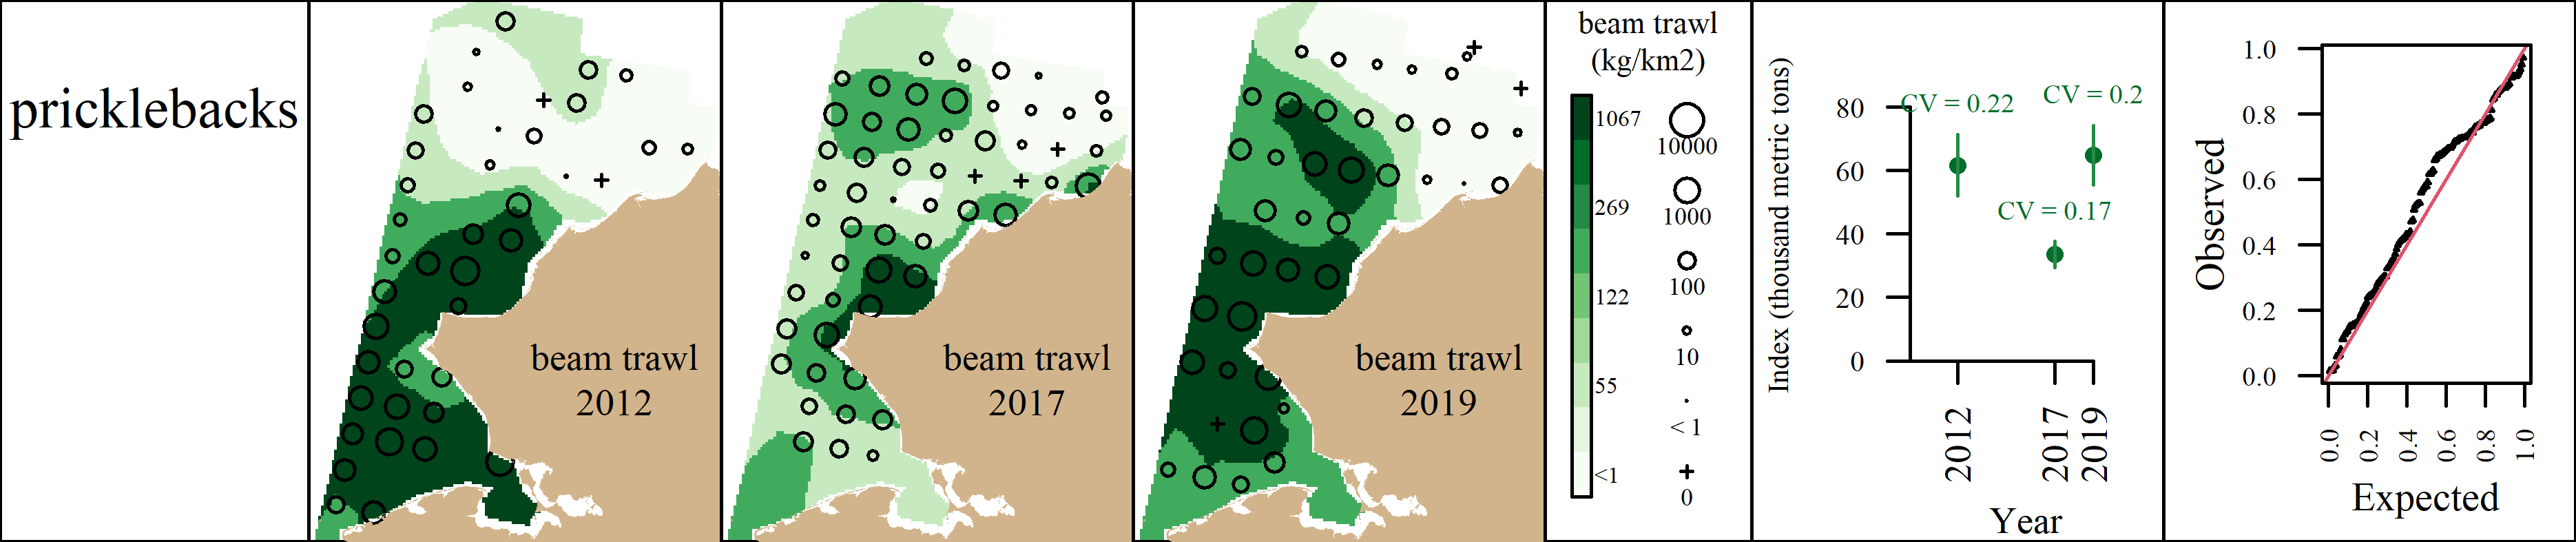 pricklebacks
beam trawl
2012
beam trawl
2017
beam trawl
2019
beam trawl
(kg/km2)
1067
269
122
55
<1
10000
1000
100
10
< 1
0
Index (thousand metric tons)
80
60
40
20
0
CV = 0.22
CV = 0.17
CV = 0.2
2012
2017
2019
Year
Observed
1.0
0.8
0.6
0.4
0.2
0.0
0.0
0.2
0.4
0.6
0.8
1.0
Expected